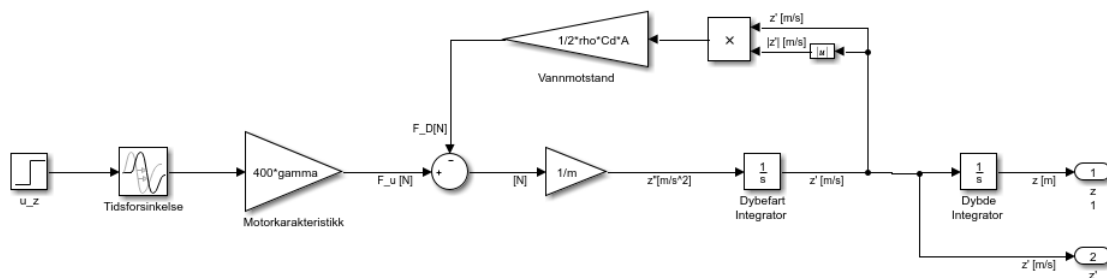 z' [m/s]
|z'| [m/s]
|u|
×
1/2*rho*Cd*A
Vannmotstand
F_D[N]
u_z
Tidsforsinkelse
400*gamma
Motorkarakteristikk
F_u [N]
+
−
[N]
1/m
z''[m/s^2]
1
s
Dybefart
Integrator
z' [m/s]
1
s
Dybde
Integrator
z [m]
1
z
1
z' [m/s]
2
z'